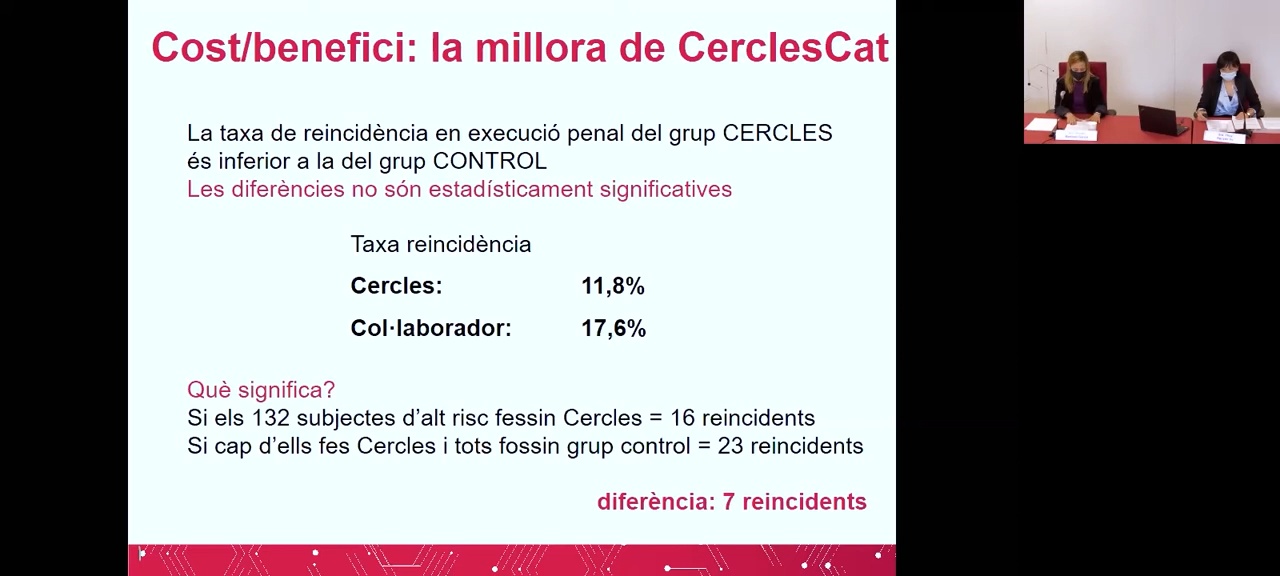 Cost/benefici: la millora de CerclesCat
La taxa de reincidència en execució penal del grup CERCLES
és inferior a la del grup CONTROL
Les diferències no són estadísticament significatives
Taxa reincidència
Cercles: 11,8%
Col·laborador: 17,6%
Què significa?
Si els 132 subjectes d'alt risc fessin Cercles = 16 reincidents
Si cap d'ells fes Cercles i tots fossin grup control = 23 reincidents
diferència: 7 reincidents